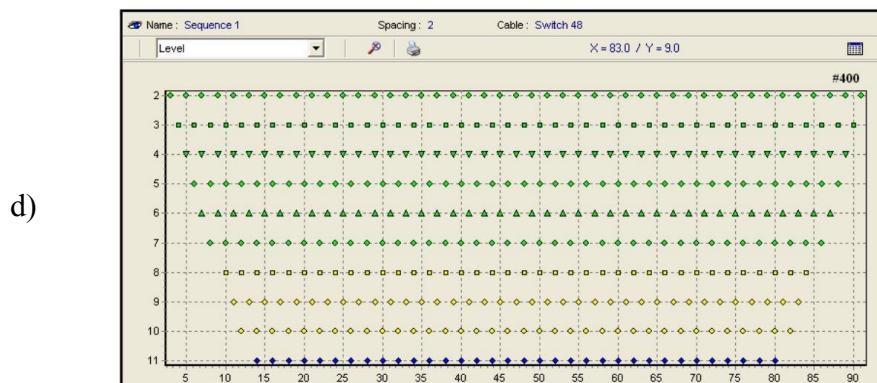 Name : Sequence 1 Spacing : 2 Cable : Switch 48
Level X = 83.0 / Y = 9.0
#400
2
3
4
5
d)
6
7
8
9
10
11
5 10 15 20 25 30 35 40 45 50 55 60 65 70 75 80 85 90